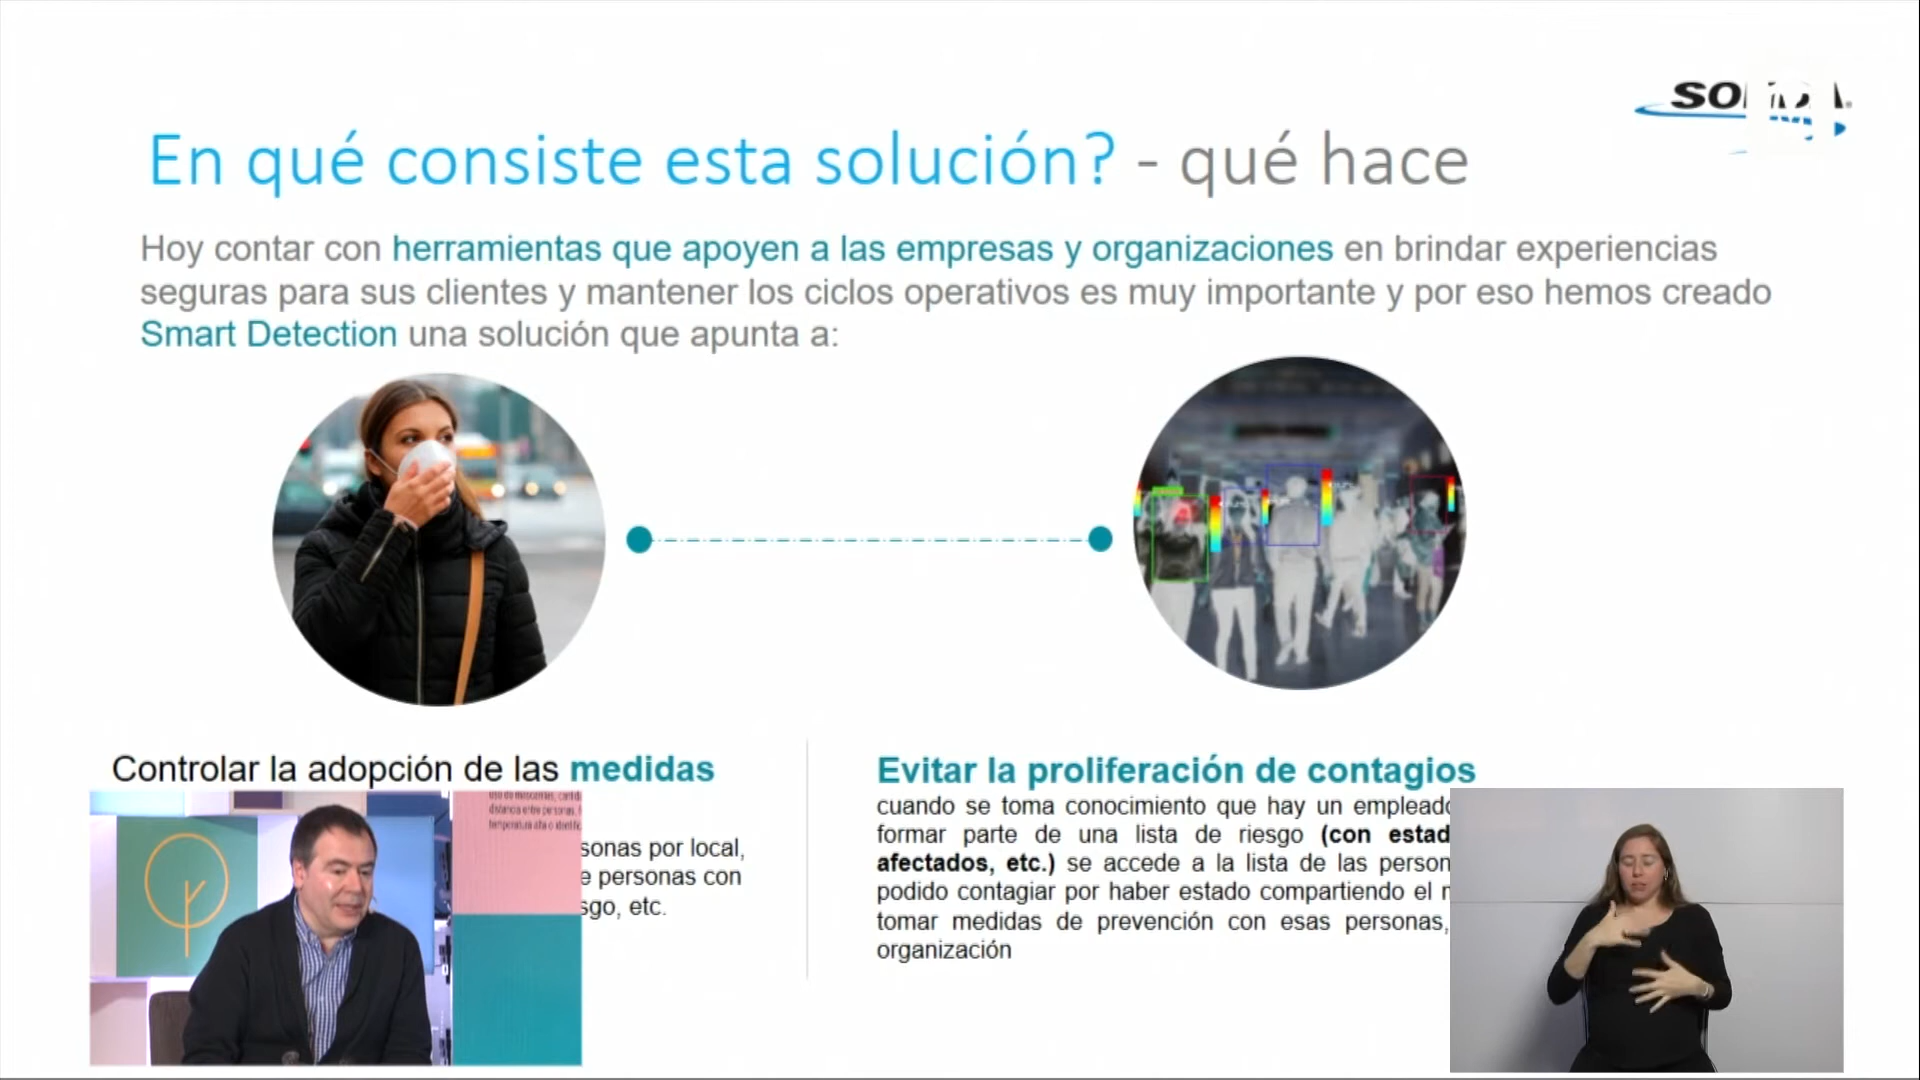 En qué consiste esta solución? - qué hace
Hoy contar con herramientas que apoyen a las empresas y organizaciones en brindar experiencias
seguras para sus clientes y mantener los ciclos operativos es muy importante y por eso hemos creado
Smart Detection una solución que apunta a:
Controlar la adopción de las medidas
distancia entre personas,
sonas por local,
e personas con
sgo, etc.
Evitar la proliferación de contagios
cuando se toma conocimiento que hay un empleado
formar parte de una lista de riesgo (con estad
afectados, etc.) se accede a la lista de las person
podido contagiar por haber estado compartiendo el
tomar medidas de prevención con esas personas,
organización